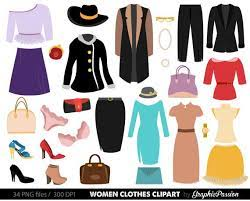 34 PNG files / 300 DPI
WOMEN CLOTHES CLIPART
by GraphicPassion